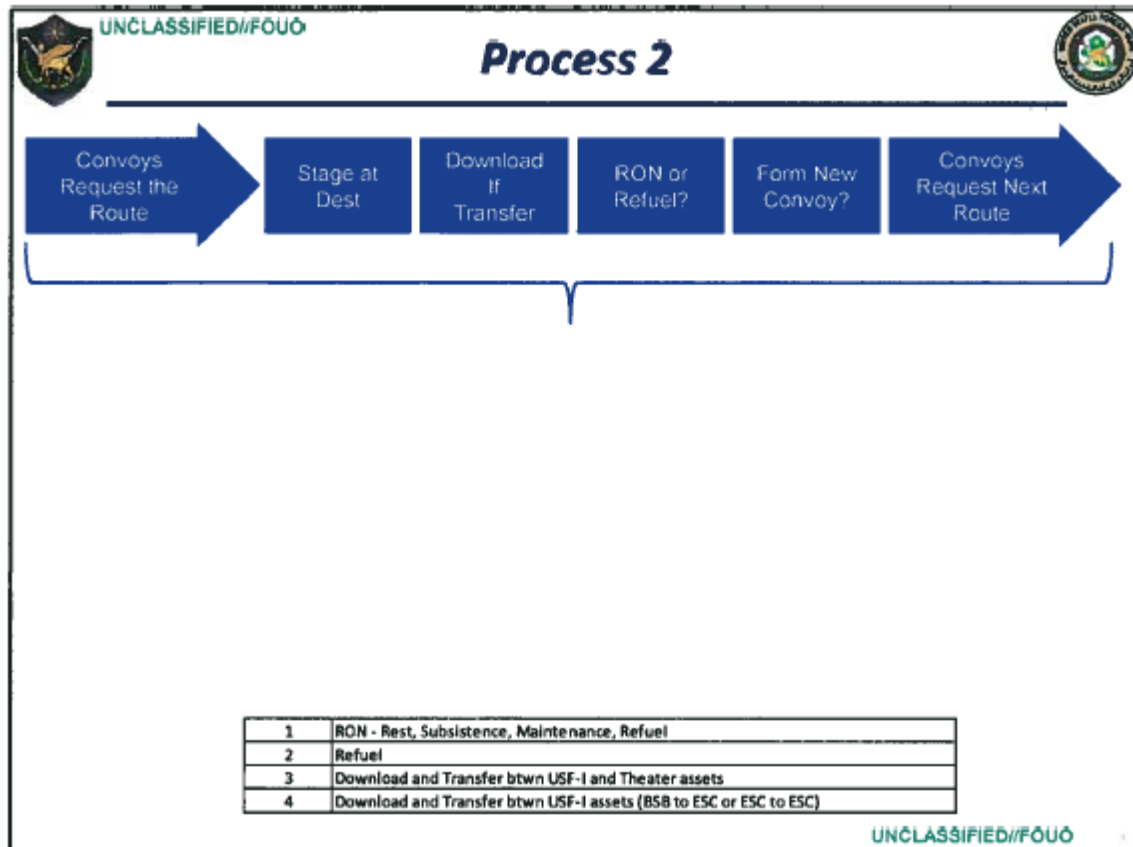 UNCLASSIFIED//FOUO
Process 2
Convoys
Request the
Route
Stage at
Dest
Download
If
Transfer
RON or
Refuel?
Form New
Convoy?
Convoys
Request Next
Route
1 RON - Rest, Subsistence, Maintenance, Refuel
2 Refuel
3 Download and Transfer btwn USF-I and Theater assets
4 Download and Transfer btwn USF-I assets (BSB to ESC or ESC to ESC)
UNCLASSIFIED//FOUO